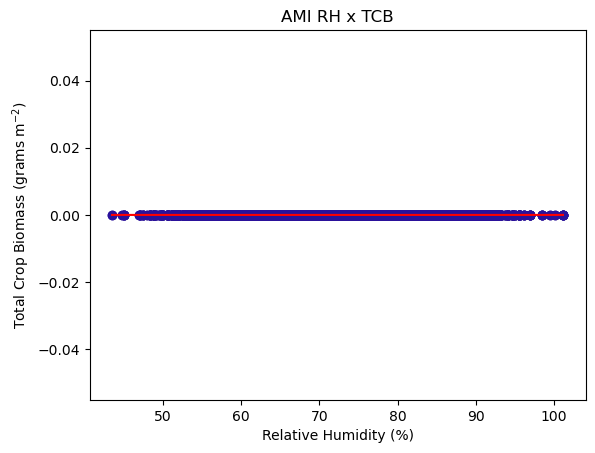 AMI RH x TCB
0.04
0.02
0.00
−0.02
−0.04
Total Crop Biomass (grams m⁻²)
50 60 70 80 90 100
Relative Humidity (%)